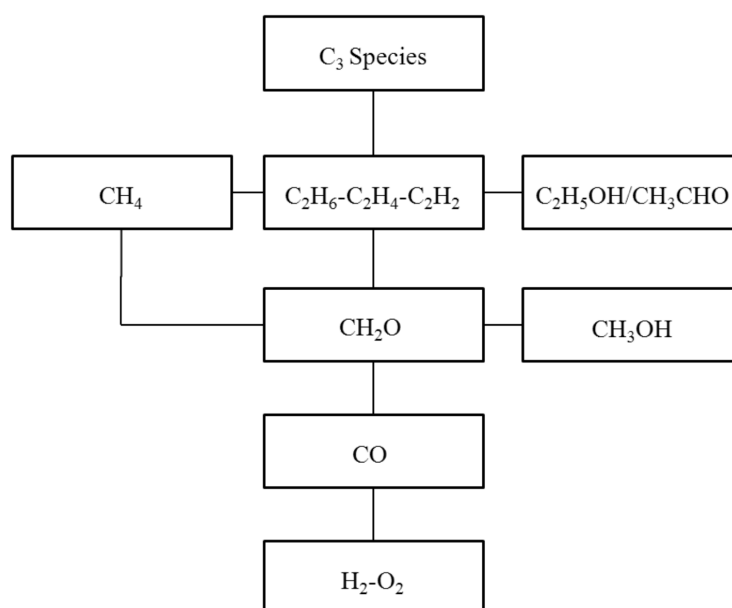 C₃ Species
CH₄
C₂H₆-C₂H₄-C₂H₂
C₂H₅OH/CH₃CHO
CH₂O
CH₃OH
CO
H₂-O₂